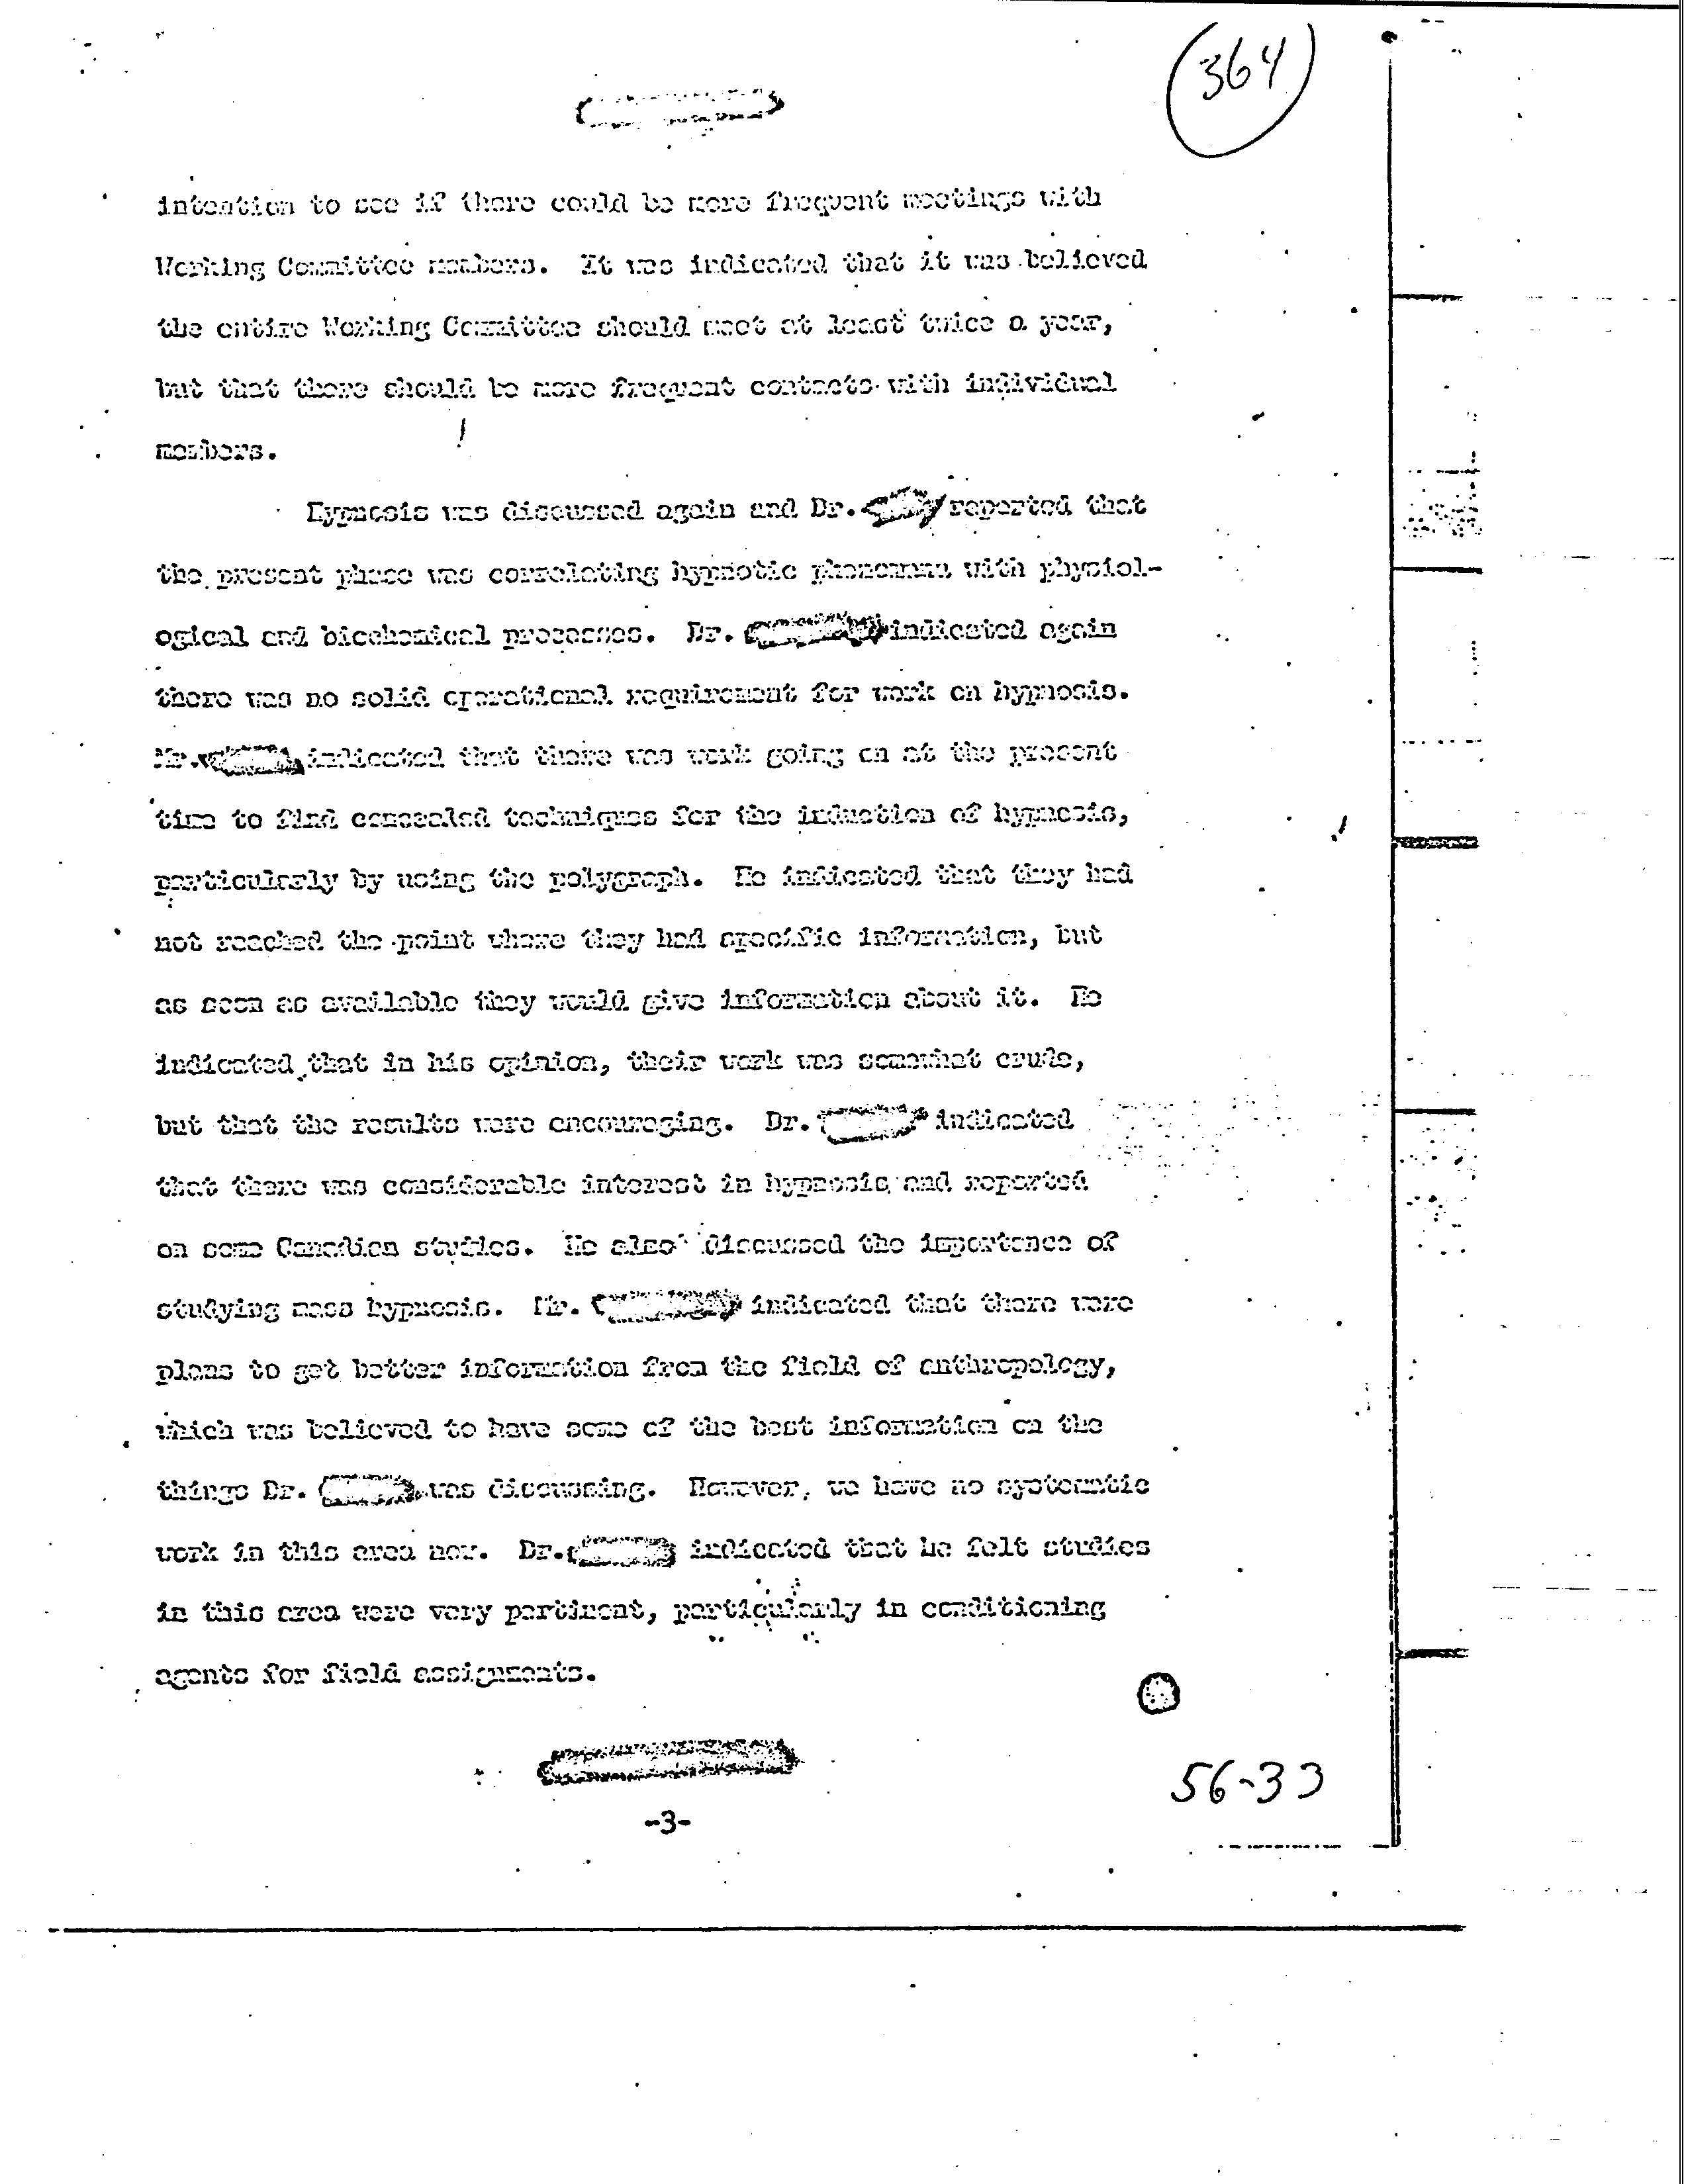 364
intention to see if there could be more frequent meetings with
Working Committee members. It was indicated that it was believed
the entire Working Committee should meet at least twice a year,
but that there should be more frequent contacts with individual
members.
Hypnosis was discussed again and Dr. reported that
the present phase was correlating hypnotic phenomena with physiol-
ogical and biochemical processes. Dr. indicated again
there was no solid operational requirement for work on hypnosis.
Mr. indicated that there was work going on at the present
time to find concealed techniques for the induction of hypnosis,
particularly by using the polygraph. He indicated that they had
not reached the point where they had specific information, but
as soon as available they would give information about it. He
indicated that in his opinion, their work was somewhat crude,
but that the results were encouraging. Dr. indicated
that there was considerable interest in hypnosis and reported
on some Canadian studies. He also discussed the importance of
studying mass hypnosis. Mr. indicated that there were
plans to get better information from the field of anthropology,
which was believed to have some of the best information on the
things Dr. was discussing. However, we have no systematic
work in this area now. Dr. indicated that he felt studies
in this area were very pertinent, particularly in conditioning
agents for field assignments.
56-33
-3-